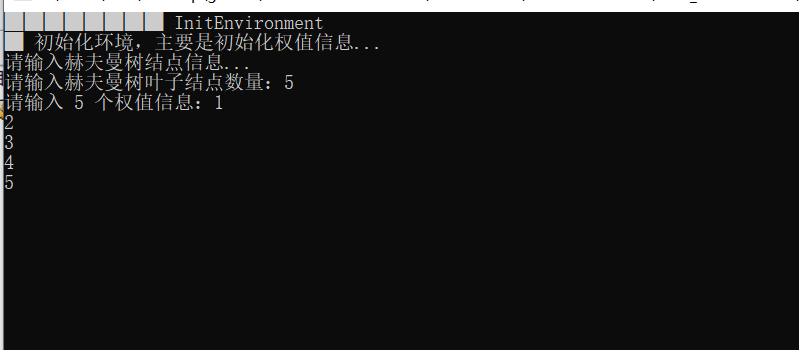 InitEnvironment
初始化环境，主要是初始化权值信息...
请输入赫夫曼树结点信息...
请输入赫夫曼树叶子结点数量：5
请输入 5 个权值信息：1
2
3
4
5